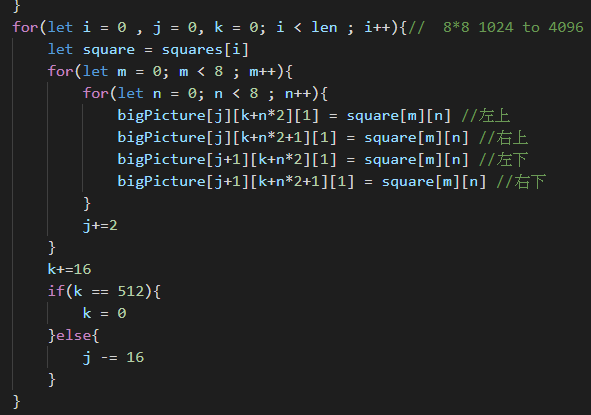 }
for(let i = 0 , j = 0, k = 0; i < len ; i++){//  8*8 1024 to 4096
    let square = squares[i]
    for(let m = 0; m < 8 ; m++){
        for(let n = 0; n < 8 ; n++){
            bigPicture[j][k+n*2][1] = square[m][n] //左上
            bigPicture[j][k+n*2+1][1] = square[m][n] //右上
            bigPicture[j+1][k+n*2][1] = square[m][n] //左下
            bigPicture[j+1][k+n*2+1][1] = square[m][n] //右下
        }
        j+=2
    }
    k+=16
    if(k == 512){
        k = 0
    }else{
        j -= 16
    }
}